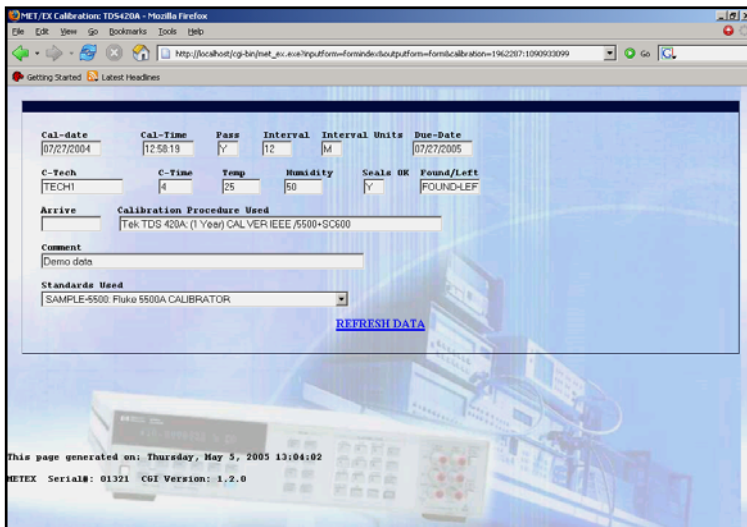 MET/EX Calibration: TDS420A - Mozilla Firefox
File Edit View Go Bookmarks Tools Help
http://localhost/cgi-bin/met_ex.exe?inputform=formindex&outputform=form&calibration=1962287:1090933099 Go
Getting Started Latest Headlines
Cal-date Cal-Time Pass Interval Interval Units Due-Date
07/27/2004 12:58:19 Y 12 M 07/27/2005
C-Tech C-Time Temp Humidity Seals OK Found/Left
TECH1 4 25 50 Y FOUND-LEF
Arrive Calibration Procedure Used
Tek TDS 420A: (1 Year) CAL VER IEEE /5500+SC600
Comment
Demo data
Standards Used
SAMPLE-5500: Fluke 5500A CALIBRATOR
REFRESH DATA
This page generated on: Thursday, May 5, 2005 13:04:02
METEX Serial#: 01321 CGI Version: 1.2.0